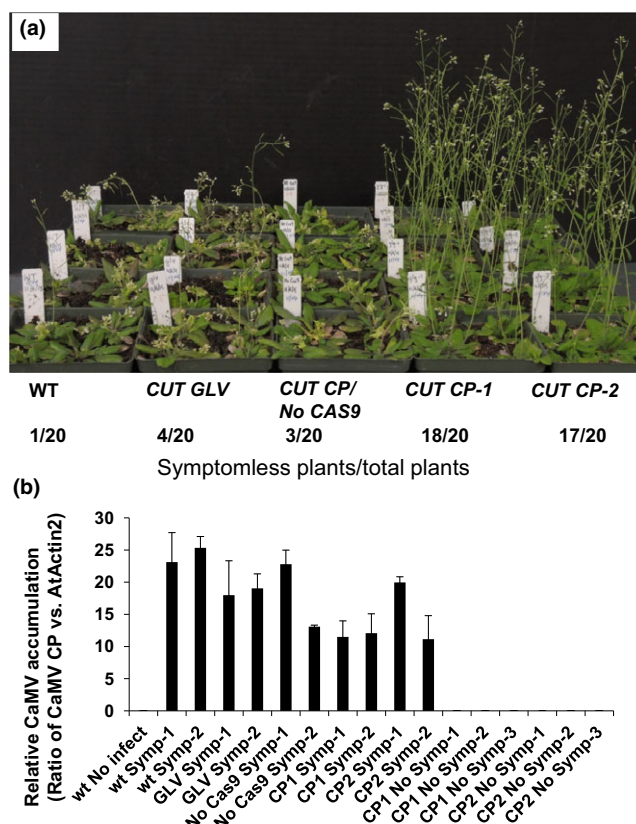 (a)
WT CUT GLV CUT CP/ No CAS9 CUT CP-1 CUT CP-2
1/20 4/20 3/20 18/20 17/20
Symptomless plants/total plants
(b)
Relative CaMV accumulation
(Ratio of CaMV CP vs. AtActin2)
30
25
20
15
10
5
0
wt No infect
wt Symp-1
wt Symp-2
GLV Symp-1
GLV Symp-2
No Cas9 Symp-1
No Cas9 Symp-2
CP1 Symp-1
CP1 Symp-2
CP2 Symp-1
CP2 Symp-2
CP1 No Symp-1
CP1 No Symp-2
CP1 No Symp-3
CP2 No Symp-1
CP2 No Symp-2
CP2 No Symp-3